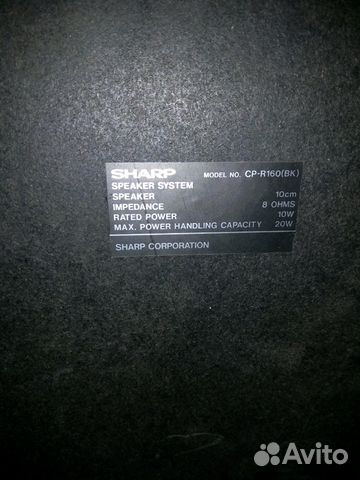 SHARP MODEL NO. CP-R160(BK)
SPEAKER SYSTEM
SPEAKER 10cm
IMPEDANCE 8 OHMS
RATED POWER 10W
MAX. POWER HANDLING CAPACITY 20W
SHARP CORPORATION
Avito